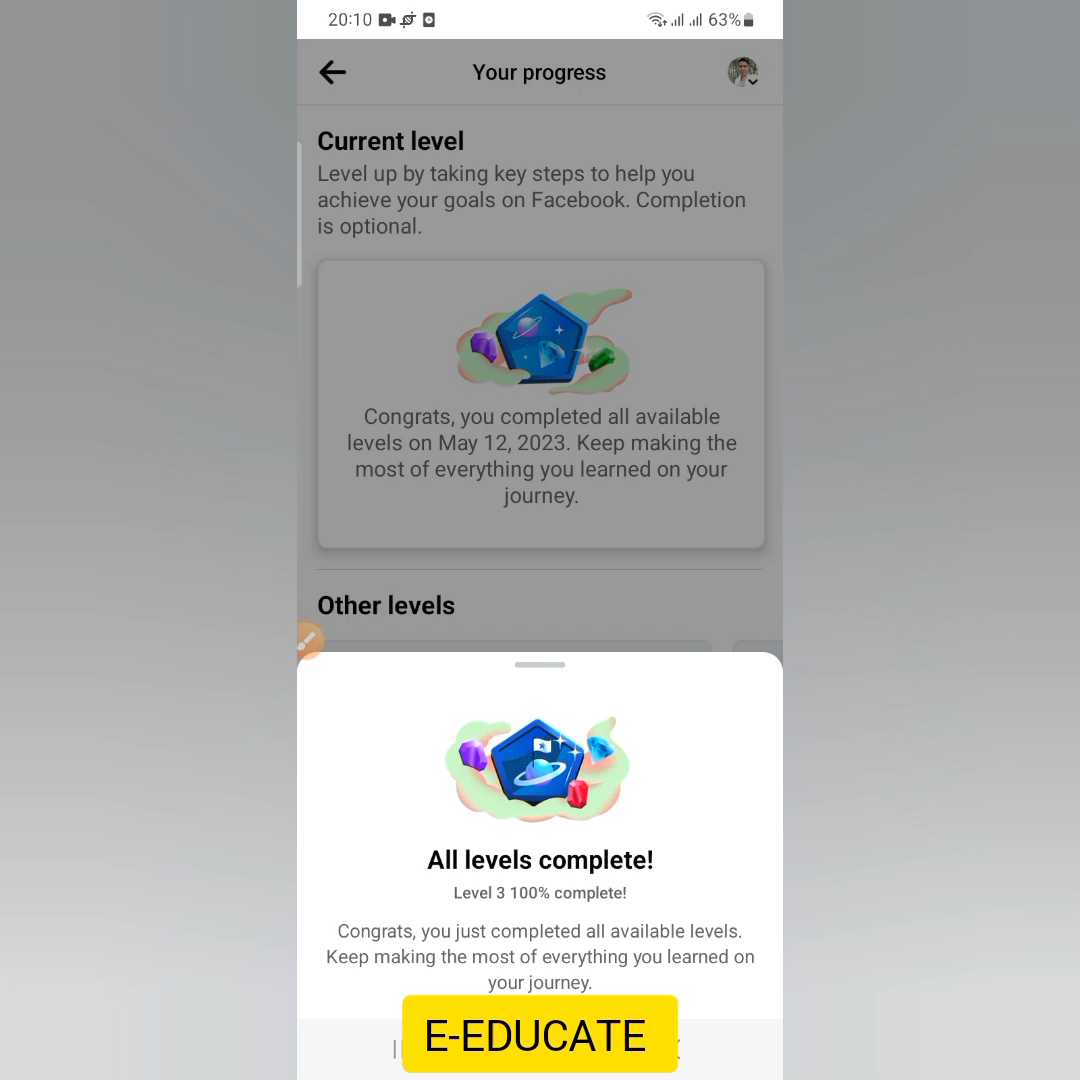 20:10 63%
Your progress
Current level
Level up by taking key steps to help you
achieve your goals on Facebook. Completion
is optional.
Congrats, you completed all available
levels on May 12, 2023. Keep making the
most of everything you learned on your
journey.
Other levels
All levels complete!
Level 3 100% complete!
Congrats, you just completed all available levels.
Keep making the most of everything you learned on
your journey.
E-EDUCATE